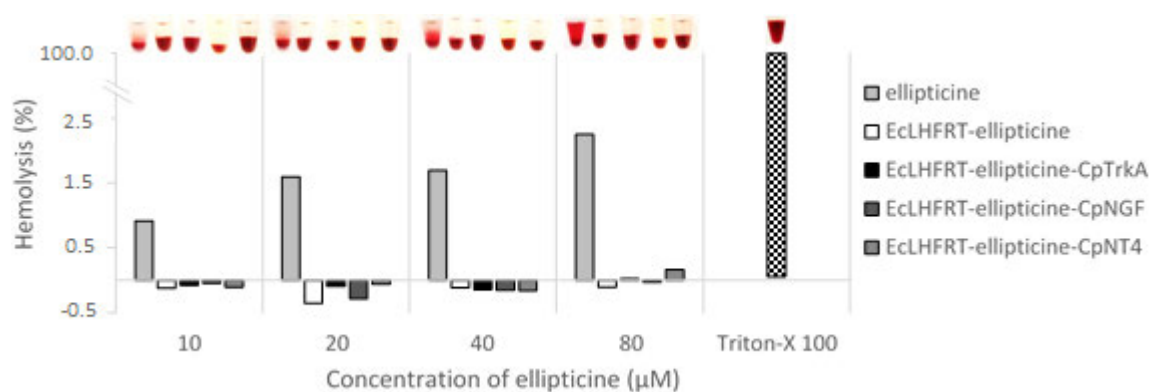 100.0
2.5
1.5
0.5
-0.5
Hemolysis (%)
10 20 40 80 Triton-X 100
Concentration of ellipticine (µM)
ellipticine
EcLHFRT-ellipticine
EcLHFRT-ellipticine-CpTrkA
EcLHFRT-ellipticine-CpNGF
EcLHFRT-ellipticine-CpNT4